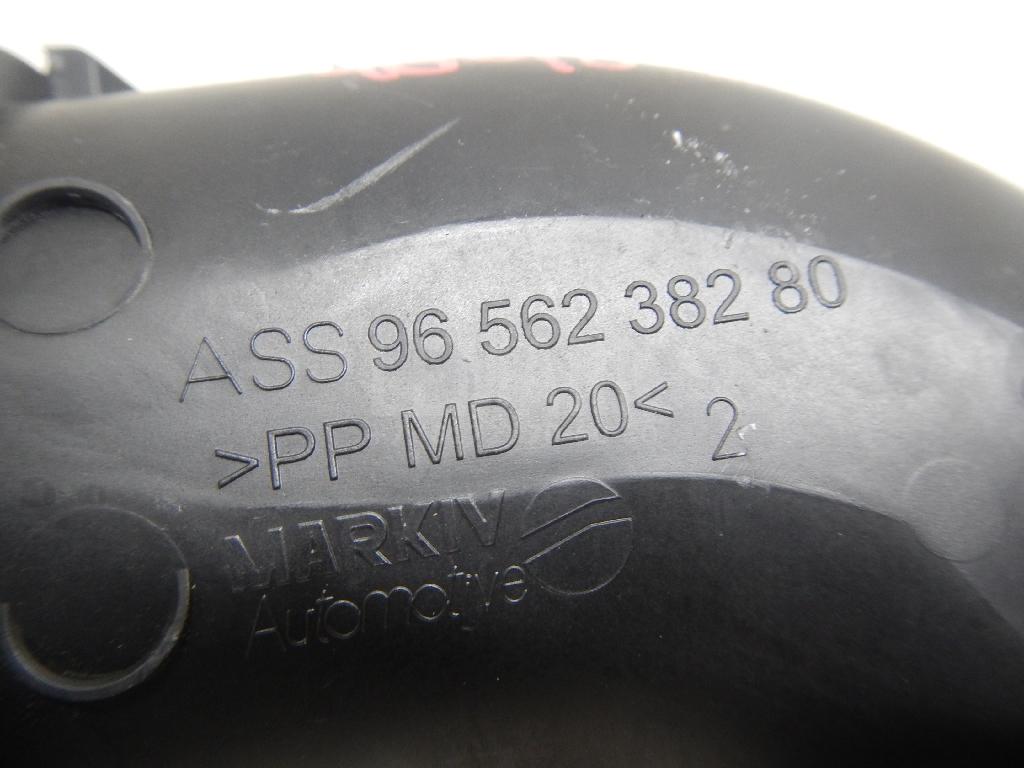 ASS 96 562 382 80
>PP MD 20< 2
MARK IV
Automotive